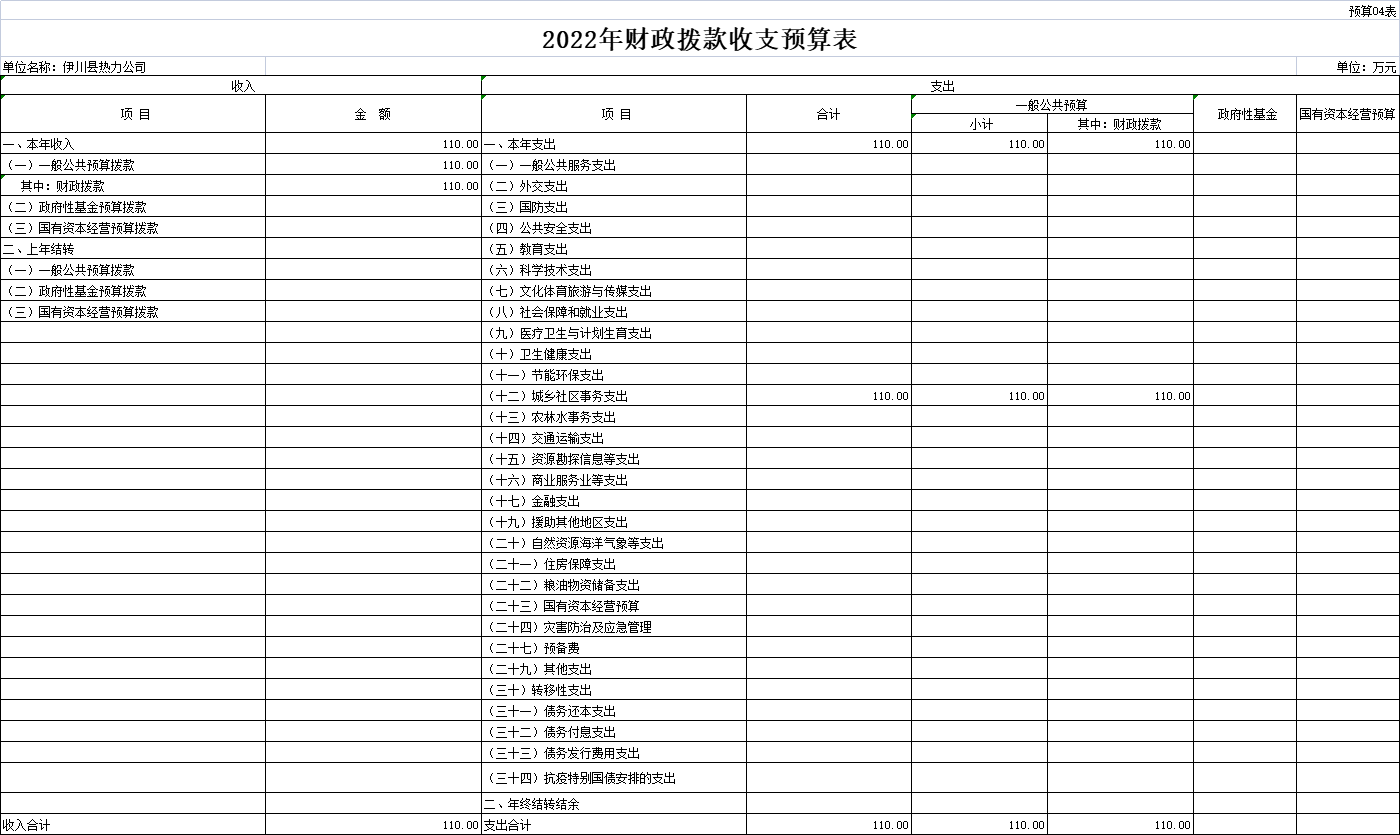 预算04表
2022年财政拨款收支预算表
单位名称：伊川县热力公司 单位：万元
收入 支出
项 目 金 额 项 目 合计 一般公共预算 政府性基金 国有资本经营预算
小计 其中：财政拨款
一、本年收入 110.00 一、本年支出 110.00 110.00 110.00
（一）一般公共预算拨款 110.00 （一）一般公共服务支出
其中：财政拨款 110.00 （二）外交支出
（二）政府性基金预算拨款 （三）国防支出
（三）国有资本经营预算拨款 （四）公共安全支出
二、上年结转 （五）教育支出
（一）一般公共预算拨款 （六）科学技术支出
（二）政府性基金预算拨款 （七）文化体育旅游与传媒支出
（三）国有资本经营预算拨款 （八）社会保障和就业支出
（九）医疗卫生与计划生育支出
（十）卫生健康支出
（十一）节能环保支出
（十二）城乡社区事务支出 110.00 110.00 110.00
（十三）农林水事务支出
（十四）交通运输支出
（十五）资源勘探信息等支出
（十六）商业服务业等支出
（十七）金融支出
（十九）援助其他地区支出
（二十）自然资源海洋气象等支出
（二十一）住房保障支出
（二十二）粮油物资储备支出
（二十三）国有资本经营预算
（二十四）灾害防治及应急管理
（二十七）预备费
（二十九）其他支出
（三十）转移性支出
（三十一）债务还本支出
（三十二）债务付息支出
（三十三）债务发行费用支出
（三十四）抗疫特别国债安排的支出
二、年终结转结余
收入合计 110.00 支出合计 110.00 110.00 110.00